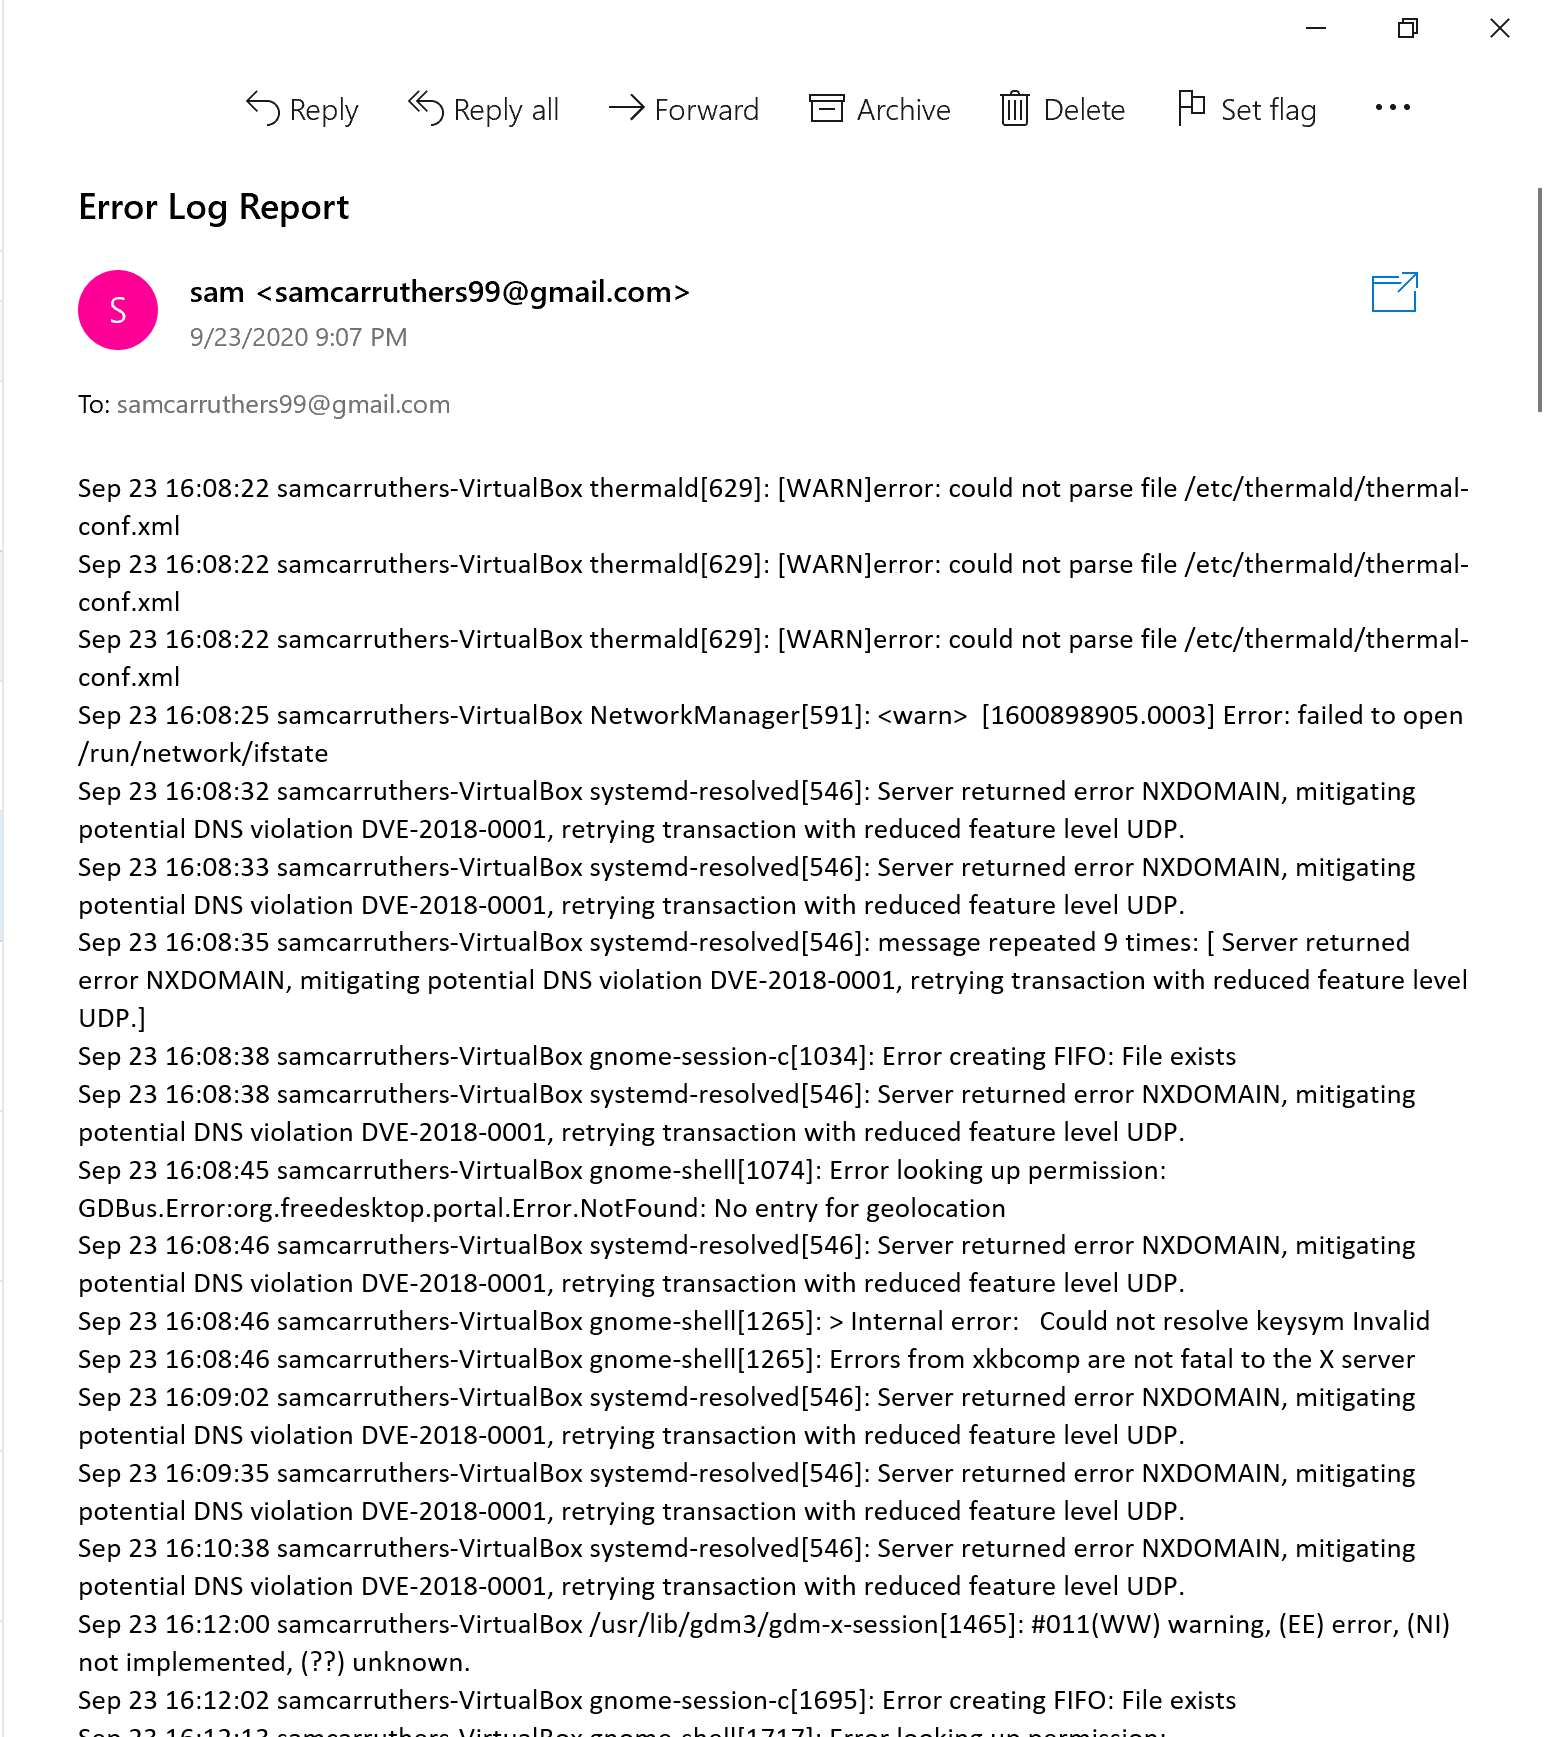 Reply
Reply all
Forward
Archive
Delete
Set flag
Error Log Report
S
sam <samcarruthers99@gmail.com>
9/23/2020 9:07 PM
To: samcarruthers99@gmail.com
Sep 23 16:08:22 samcarruthers-VirtualBox thermald[629]: [WARN]error: could not parse file /etc/thermald/thermal-
conf.xml
Sep 23 16:08:22 samcarruthers-VirtualBox thermald[629]: [WARN]error: could not parse file /etc/thermald/thermal-
conf.xml
Sep 23 16:08:22 samcarruthers-VirtualBox thermald[629]: [WARN]error: could not parse file /etc/thermald/thermal-
conf.xml
Sep 23 16:08:25 samcarruthers-VirtualBox NetworkManager[591]: <warn>  [1600898905.0003] Error: failed to open
/run/network/ifstate
Sep 23 16:08:32 samcarruthers-VirtualBox systemd-resolved[546]: Server returned error NXDOMAIN, mitigating
potential DNS violation DVE-2018-0001, retrying transaction with reduced feature level UDP.
Sep 23 16:08:33 samcarruthers-VirtualBox systemd-resolved[546]: Server returned error NXDOMAIN, mitigating
potential DNS violation DVE-2018-0001, retrying transaction with reduced feature level UDP.
Sep 23 16:08:35 samcarruthers-VirtualBox systemd-resolved[546]: message repeated 9 times: [ Server returned
error NXDOMAIN, mitigating potential DNS violation DVE-2018-0001, retrying transaction with reduced feature level
UDP.]
Sep 23 16:08:38 samcarruthers-VirtualBox gnome-session-c[1034]: Error creating FIFO: File exists
Sep 23 16:08:38 samcarruthers-VirtualBox systemd-resolved[546]: Server returned error NXDOMAIN, mitigating
potential DNS violation DVE-2018-0001, retrying transaction with reduced feature level UDP.
Sep 23 16:08:45 samcarruthers-VirtualBox gnome-shell[1074]: Error looking up permission:
GDBus.Error:org.freedesktop.portal.Error.NotFound: No entry for geolocation
Sep 23 16:08:46 samcarruthers-VirtualBox systemd-resolved[546]: Server returned error NXDOMAIN, mitigating
potential DNS violation DVE-2018-0001, retrying transaction with reduced feature level UDP.
Sep 23 16:08:46 samcarruthers-VirtualBox gnome-shell[1265]: > Internal error:   Could not resolve keysym Invalid
Sep 23 16:08:46 samcarruthers-VirtualBox gnome-shell[1265]: Errors from xkbcomp are not fatal to the X server
Sep 23 16:09:02 samcarruthers-VirtualBox systemd-resolved[546]: Server returned error NXDOMAIN, mitigating
potential DNS violation DVE-2018-0001, retrying transaction with reduced feature level UDP.
Sep 23 16:09:35 samcarruthers-VirtualBox systemd-resolved[546]: Server returned error NXDOMAIN, mitigating
potential DNS violation DVE-2018-0001, retrying transaction with reduced feature level UDP.
Sep 23 16:10:38 samcarruthers-VirtualBox systemd-resolved[546]: Server returned error NXDOMAIN, mitigating
potential DNS violation DVE-2018-0001, retrying transaction with reduced feature level UDP.
Sep 23 16:12:00 samcarruthers-VirtualBox /usr/lib/gdm3/gdm-x-session[1465]: #011(WW) warning, (EE) error, (NI)
not implemented, (??) unknown.
Sep 23 16:12:02 samcarruthers-VirtualBox gnome-session-c[1695]: Error creating FIFO: File exists
Sep 23 16:12:13 samcarruthers-VirtualBox gnome-shell[1717]: Error looking up permission: